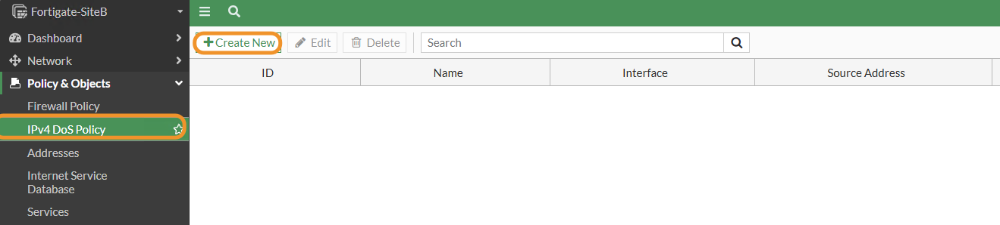 Fortigate-SiteB
Dashboard
Network
Policy & Objects
Firewall Policy
IPv4 DoS Policy
Addresses
Internet Service
Database
Services
Create New Edit Delete Search
ID Name Interface Source Address